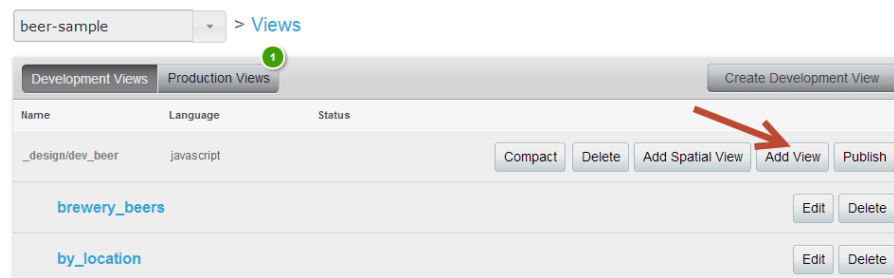 beer-sample > Views
1
Development Views Production Views Create Development View
Name Language Status
_design/dev_beer javascript Compact Delete Add Spatial View Add View Publish
brewery_beers Edit Delete
by_location Edit Delete